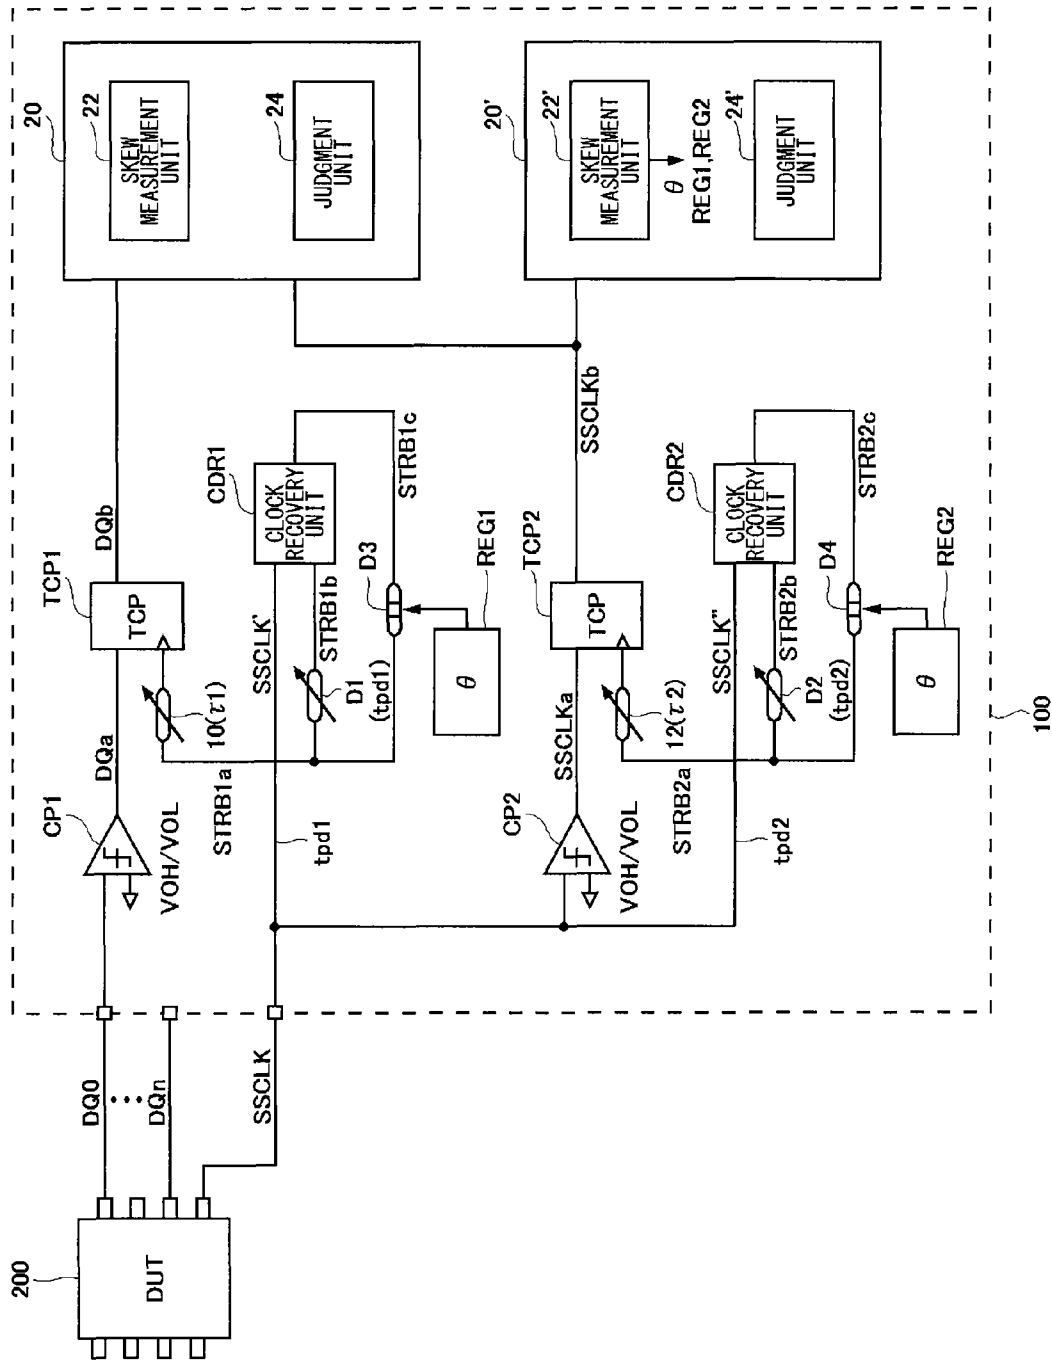 200
DUT
DQ0
DQn
SSCLK
100
CP1
VOH/VOL
DQa
TCP1
TCP
DQb
10(τ1)
STRB1a
tpd1
SSCLK'
CDR1
CLOCK
RECOVERY
UNIT
STRB1b
D1
(tpd1)
D3
STRB1c
REG1
θ
20
22
SKEW
MEASUREMENT
UNIT
24
JUDGMENT
UNIT
CP2
VOH/VOL
SSCLKa
TCP2
TCP
SSCLKb
12(τ2)
STRB2a
tpd2
SSCLK"
CDR2
CLOCK
RECOVERY
UNIT
STRB2b
D2
(tpd2)
D4
STRB2c
REG2
θ
20'
22'
SKEW
MEASUREMENT
UNIT
θ
REG1,REG2
24'
JUDGMENT
UNIT